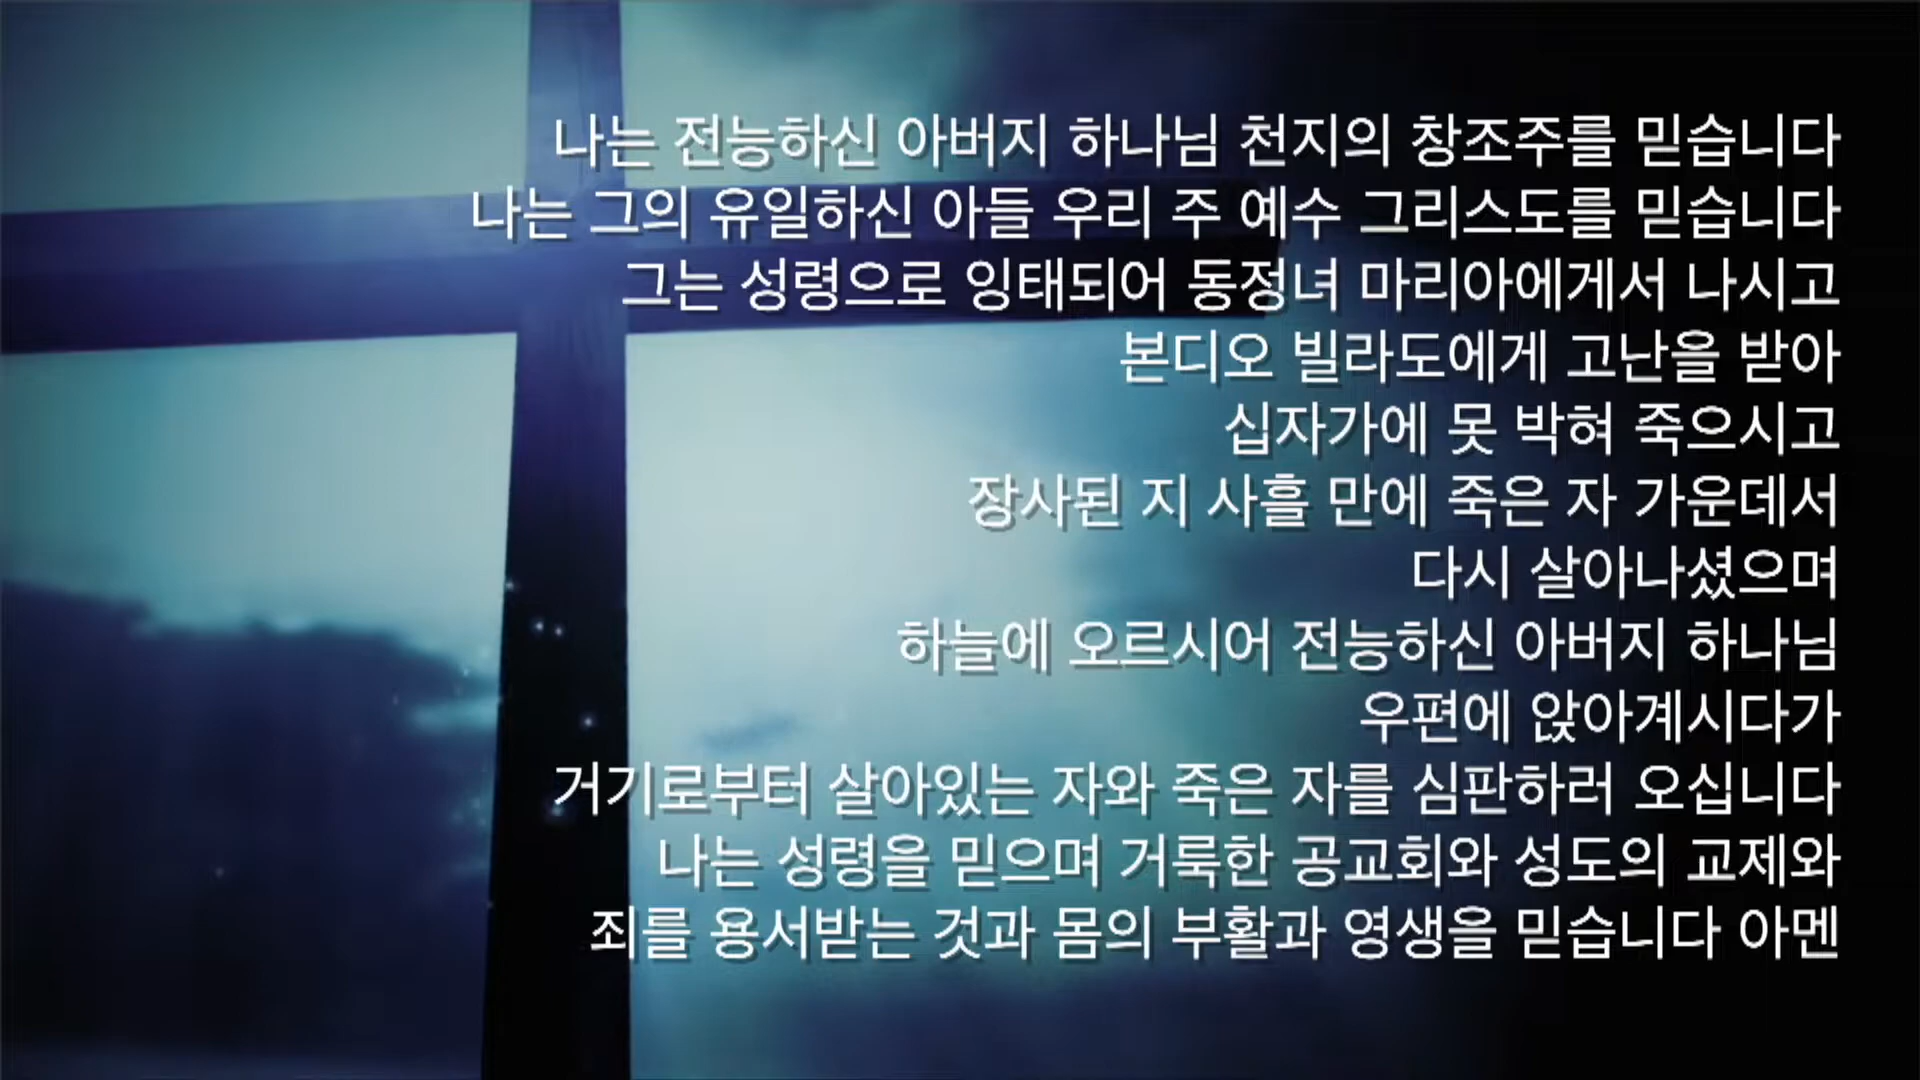 나는 전능하신 아버지 하나님 천지의 창조주를 믿습니다
나는 그의 유일하신 아들 우리 주 예수 그리스도를 믿습니다
그는 성령으로 잉태되어 동정녀 마리아에게서 나시고
본디오 빌라도에게 고난을 받아
십자가에 못 박혀 죽으시고
장사된 지 사흘 만에 죽은 자 가운데서
다시 살아나셨으며
하늘에 오르시어 전능하신 아버지 하나님
우편에 앉아계시다가
거기로부터 살아있는 자와 죽은 자를 심판하러 오십니다
나는 성령을 믿으며 거룩한 공교회와 성도의 교제와
죄를 용서받는 것과 몸의 부활과 영생을 믿습니다 아멘